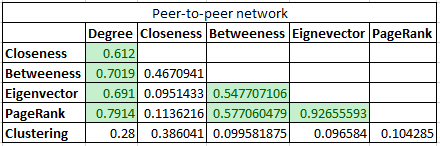 Peer-to-peer network
Degree Closeness Betweeness Eignevector PageRank
Closeness 0.612
Betweeness 0.7019 0.4670941
Eigenvector 0.691 0.0951433 0.547707106
PageRank 0.7914 0.1136216 0.577060479 0.92655593
Clustering 0.28 0.386041 0.099581875 0.096584 0.104285